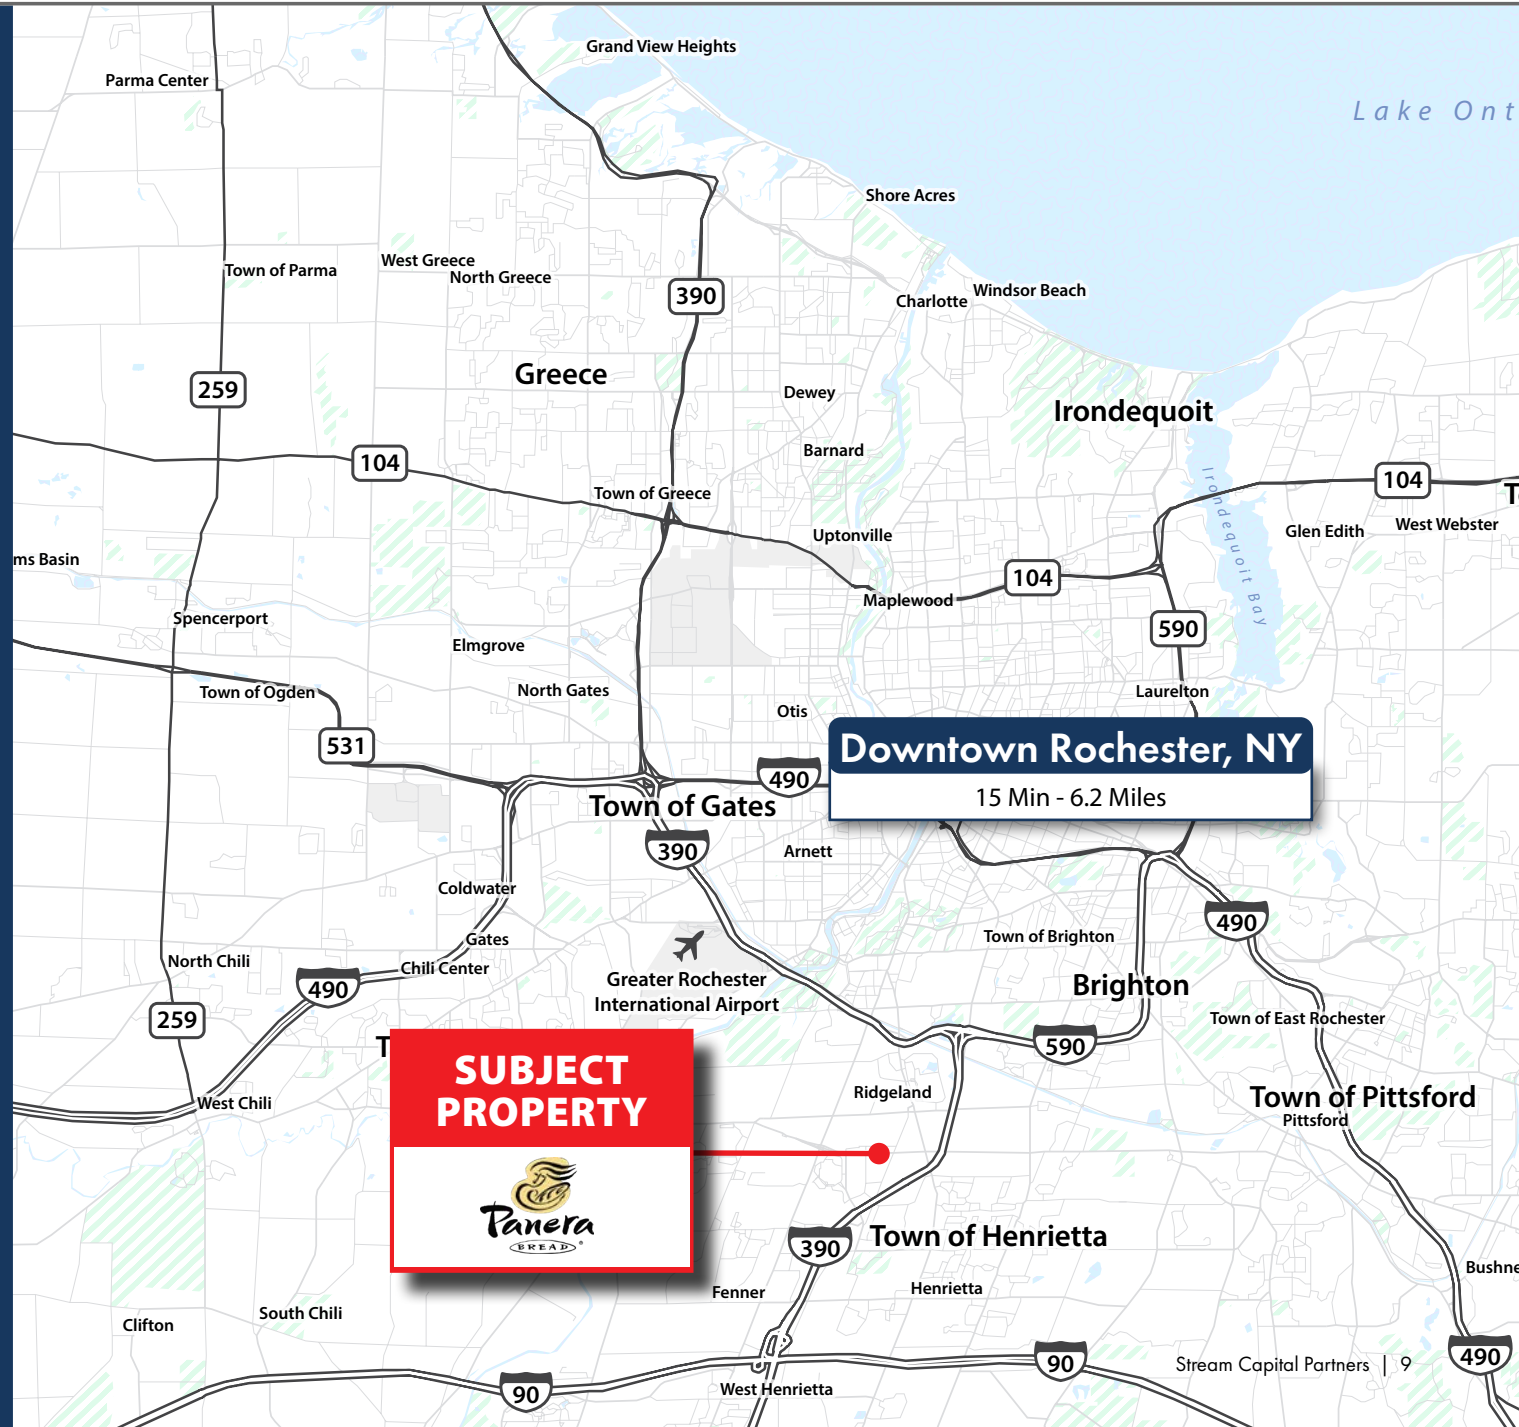 Grand View Heights
Parma Center
Lake Ont
Shore Acres
West Greece
Town of Parma
North Greece
Windsor Beach
Charlotte
390
Greece
259
Dewey
Irondequoit
Barnard
104
104
Town of Greece
T
West Webster
Glen Edith
Uptonville
Irondequoit Bay
ms Basin
104
Maplewood
Spencerport
590
Elmgrove
North Gates
Laurelton
Town of Ogden
Otis
531
Downtown Rochester, NY
490
15 Min - 6.2 Miles
Town of Gates
390
Arnett
Coldwater
490
Gates
Town of Brighton
North Chili
Chili Center
Greater Rochester
International Airport
490
Brighton
259
Town of East Rochester
T
590
SUBJECT
PROPERTY
Ridgeland
West Chili
Town of Pittsford
Pittsford
Panera
BREAD
®
390
Town of Henrietta
Bushne
Fenner
Henrietta
South Chili
Clifton
490
90
Stream Capital Partners | 9
90
West Henrietta